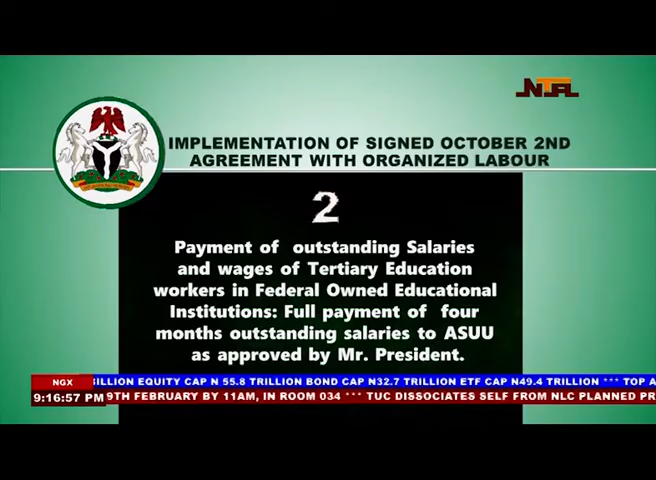 NTA
IMPLEMENTATION OF SIGNED OCTOBER 2ND
AGREEMENT WITH ORGANIZED LABOUR
2
Payment of outstanding Salaries
and wages of Tertiary Education
workers in Federal Owned Educational
Institutions: Full payment of four
months outstanding salaries to ASUU
as approved by Mr. President.
NGX
ILLION EQUITY CAP N 55.8 TRILLION BOND CAP N32.7 TRILLION ETF CAP N49.4 TRILLION *** TOP A
9:16:57 PM
9TH FEBRUARY BY 11AM, IN ROOM 034 *** TUC DISSOCIATES SELF FROM NLC PLANNED PR